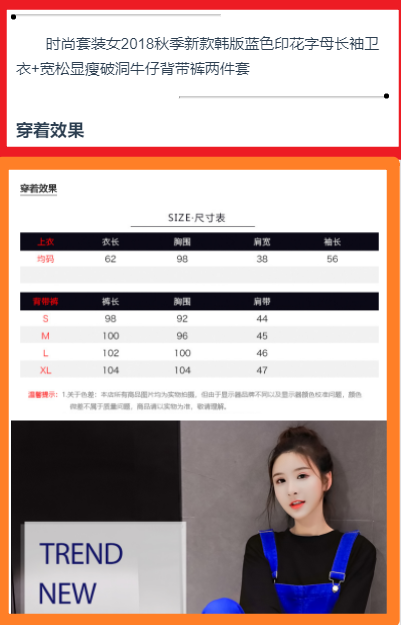 时尚套装女2018秋季新款韩版蓝色印花字母长袖卫
衣+宽松显瘦破洞牛仔背带裤两件套
穿着效果
穿着效果
SIZE·尺寸表
上衣 衣长 胸围 肩宽 袖长
均码 62 98 38 56
背带裤 裤长 胸围 肩带
S 98 92 44
M 100 96 45
L 102 100 46
XL 104 104 47
温馨提示：1.关于色差：本店所有商品图片均为实物拍摄，但由于显示器品牌不同以及显示器颜色校准问题，颜色
微差不属于质量问题，商品请以实物为准，敬请理解。
TREND
NEW